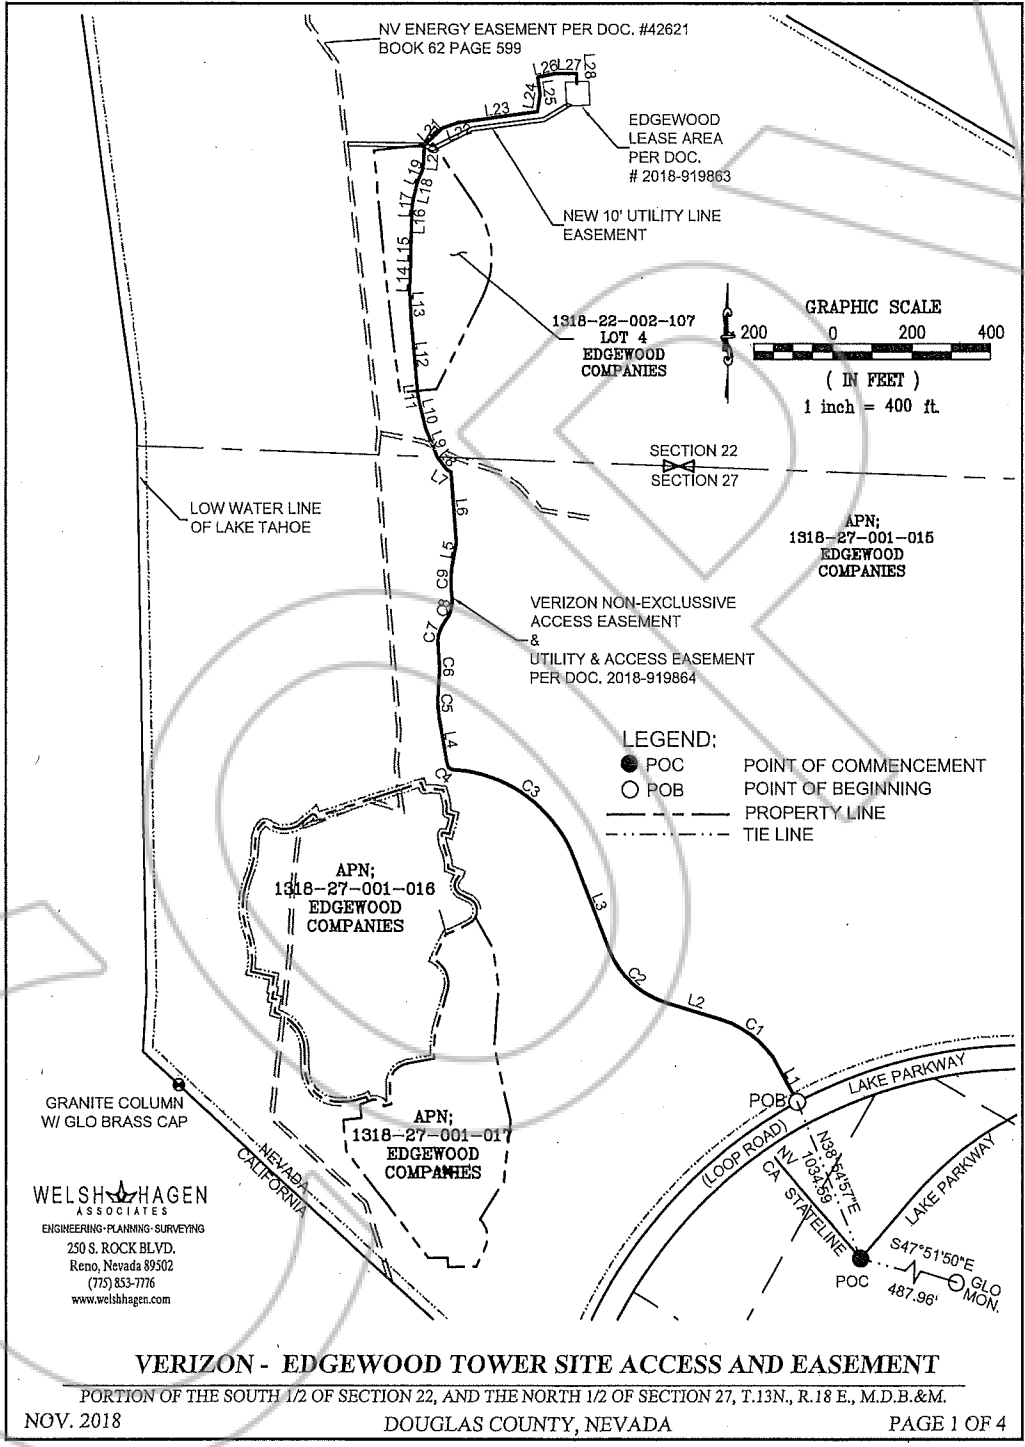 NV ENERGY EASEMENT PER DOC. #42621
BOOK 62 PAGE 599
L28
L26
L27
L25
L24
L23
L22
L21
L20
L19
L18
L17
L16
L15
L14
L13
L12
L11
L10
L9
L8
L7
L6
L5
C9
C8
C7
C6
C5
L4
C4
C3
L3
C2
L2
C1
L1
EDGEWOOD
LEASE AREA
PER DOC.
# 2018-919863
NEW 10' UTILITY LINE
EASEMENT
1318-22-002-107
LOT 4
EDGEWOOD
COMPANIES
GRAPHIC SCALE
200 0 200 400
( IN FEET )
1 inch = 400 ft.
SECTION 22
SECTION 27
LOW WATER LINE
OF LAKE TAHOE
APN;
1318-27-001-015
EDGEWOOD
COMPANIES
VERIZON NON-EXCLUSSIVE
ACCESS EASEMENT
&
UTILITY & ACCESS EASEMENT
PER DOC. 2018-919864
LEGEND:
POC POINT OF COMMENCEMENT
POB POINT OF BEGINNING
PROPERTY LINE
TIE LINE
APN;
1318-27-001-016
EDGEWOOD
COMPANIES
GRANITE COLUMN
W/ GLO BRASS CAP
APN;
1318-27-001-017
EDGEWOOD
COMPANIES
NEVADA
CALIFORNIA
POB
LAKE PARKWAY
(LOOP ROAD)
N38°54'57"E
1034.59
NV
CA STATELINE
LAKE PARKWAY
POC
S47°51'50"E
487.96'
GLO
MON.
WELSH HAGEN
ASSOCIATES
ENGINEERING·PLANNING·SURVEYING
250 S. ROCK BLVD.
Reno, Nevada 89502
(775) 853-7776
www.welshhagen.com
VERIZON - EDGEWOOD TOWER SITE ACCESS AND EASEMENT
PORTION OF THE SOUTH 1/2 OF SECTION 22, AND THE NORTH 1/2 OF SECTION 27, T.13N., R.18 E., M.D.B.&M.
NOV. 2018
DOUGLAS COUNTY, NEVADA
PAGE 1 OF 4